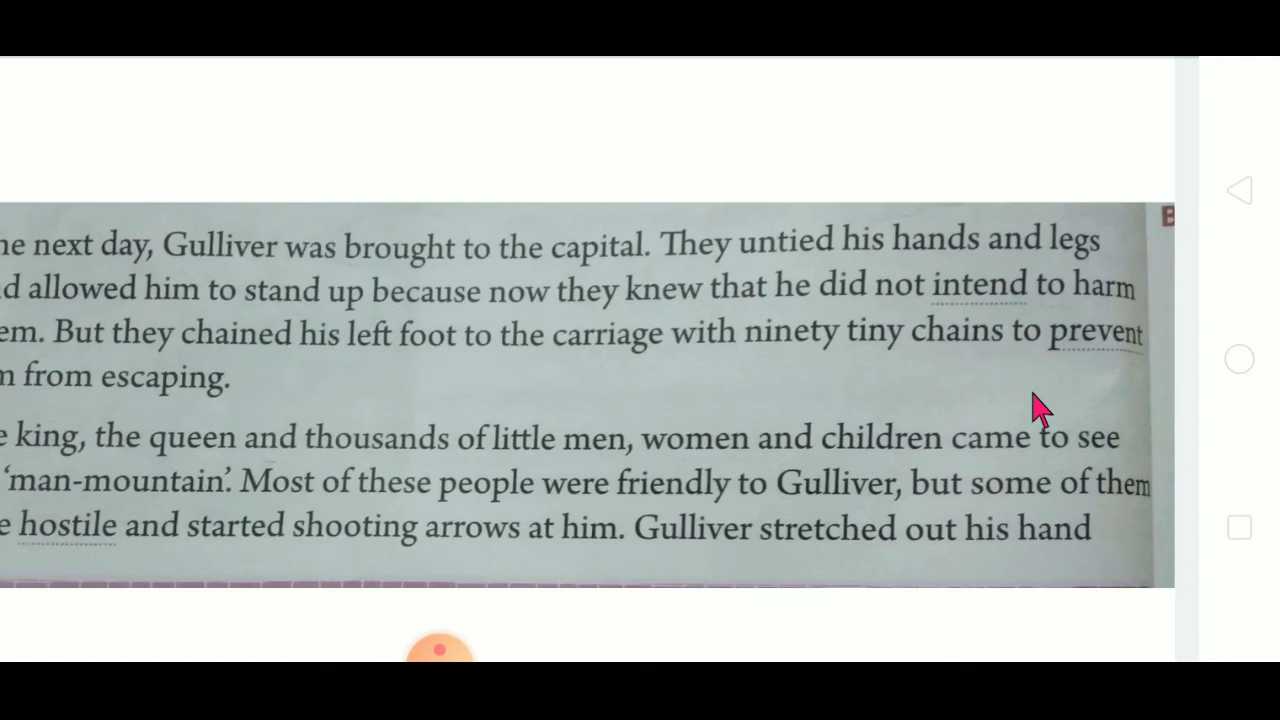 B
he next day, Gulliver was brought to the capital. They untied his hands and legs
d allowed him to stand up because now they knew that he did not intend to harm
em. But they chained his left foot to the carriage with ninety tiny chains to prevent
m from escaping.
e king, the queen and thousands of little men, women and children came to see
'man-mountain'. Most of these people were friendly to Gulliver, but some of them
e hostile and started shooting arrows at him. Gulliver stretched out his hand